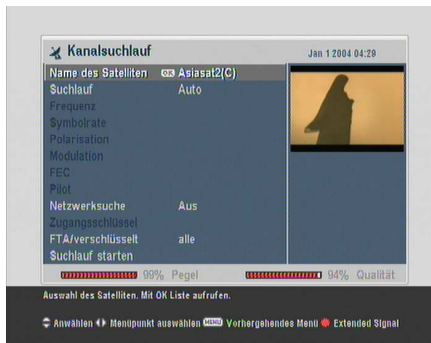 Kanalsuchlauf
Jan 1 2004 04:29
Name des Satelliten OK Asiasat2(C)
Suchlauf Auto
Frequenz
Symbolrate
Polarisation
Modulation
FEC
Pilot
Netzwerksuche Aus
Zugangsschlüssel
FTA/verschlüsselt alle
Suchlauf starten
99% Pegel 94% Qualität
Auswahl des Satelliten. Mit OK Liste aufrufen.
Anwählen Menüpunkt auswählen MENU Vorhergehendes Menü Extended Signal